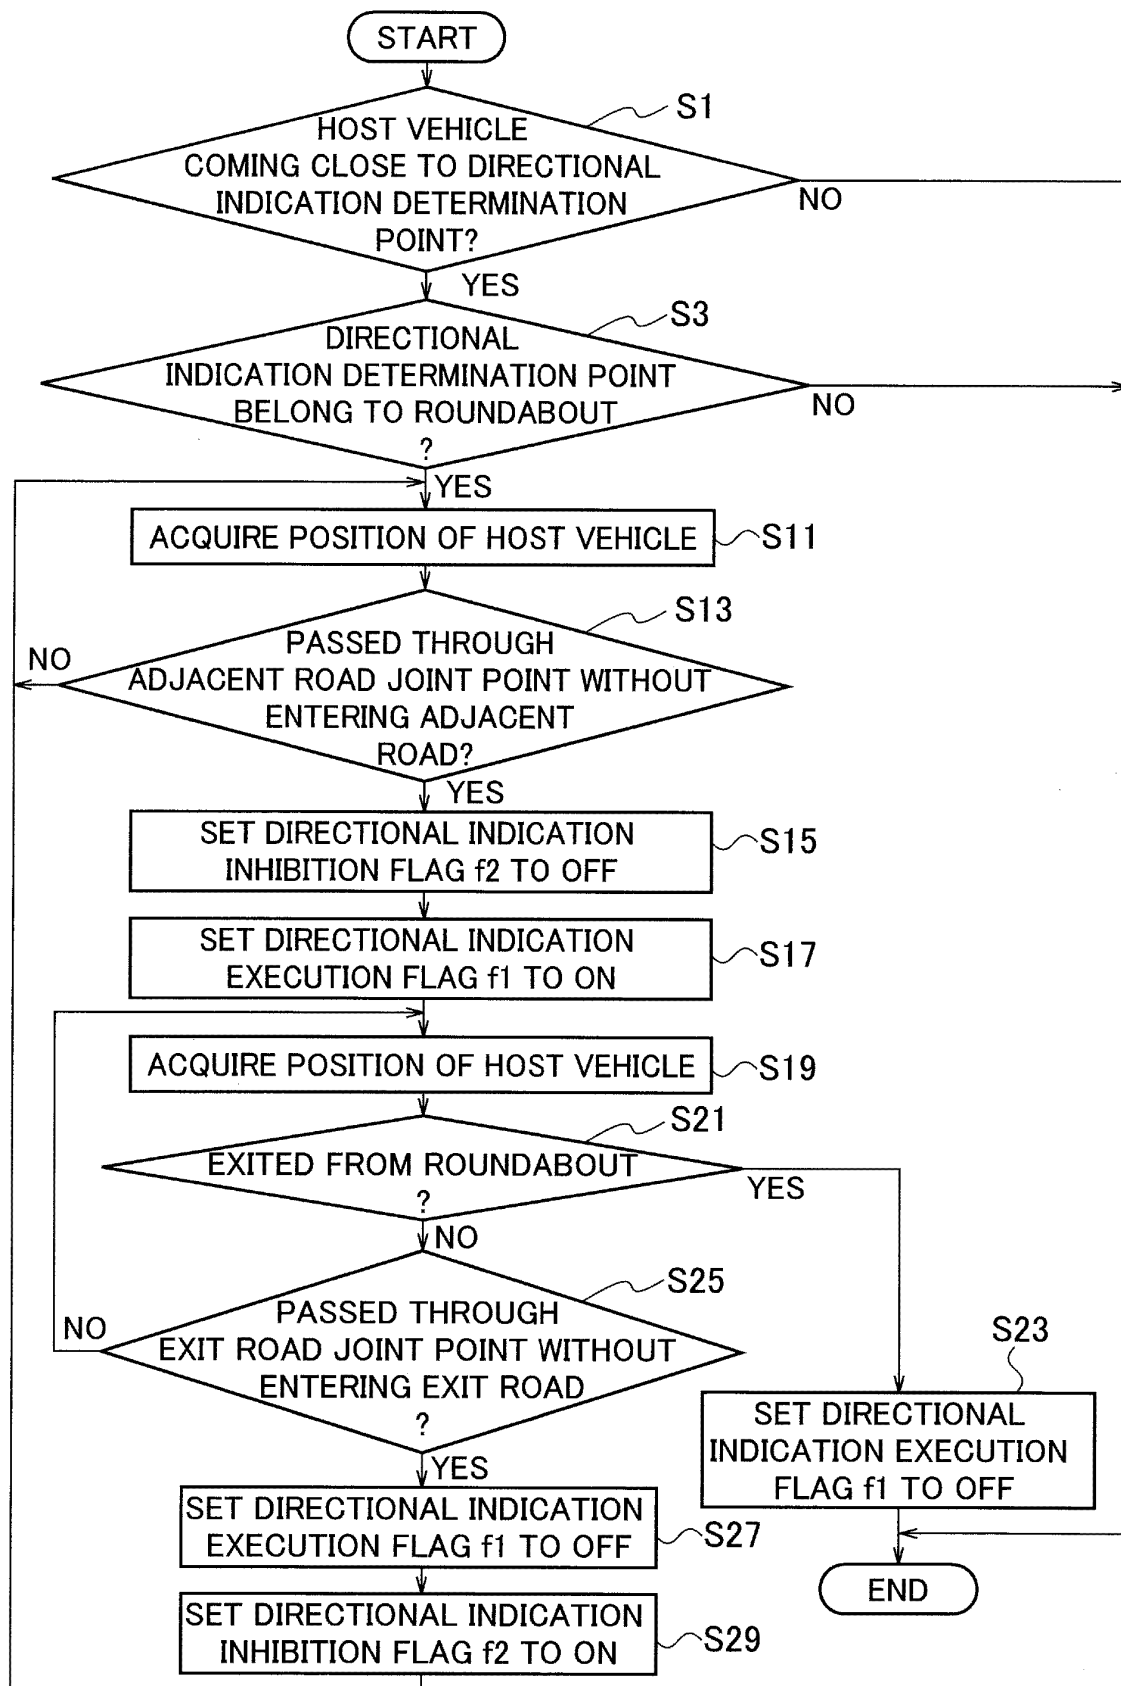 START
S1
HOST VEHICLE
COMING CLOSE TO DIRECTIONAL
INDICATION DETERMINATION
POINT?
NO
YES
S3
DIRECTIONAL
INDICATION DETERMINATION POINT
BELONG TO ROUNDABOUT
?
NO
YES
ACQUIRE POSITION OF HOST VEHICLE
S11
S13
PASSED THROUGH
ADJACENT ROAD JOINT POINT WITHOUT
ENTERING ADJACENT
ROAD?
NO
YES
SET DIRECTIONAL INDICATION
INHIBITION FLAG f2 TO OFF
S15
SET DIRECTIONAL INDICATION
EXECUTION FLAG f1 TO ON
S17
ACQUIRE POSITION OF HOST VEHICLE
S19
S21
EXITED FROM ROUNDABOUT
?
YES
NO
S25
PASSED THROUGH
EXIT ROAD JOINT POINT WITHOUT
ENTERING EXIT ROAD
?
NO
YES
S23
SET DIRECTIONAL
INDICATION EXECUTION
FLAG f1 TO OFF
SET DIRECTIONAL INDICATION
EXECUTION FLAG f1 TO OFF
S27
END
SET DIRECTIONAL INDICATION
INHIBITION FLAG f2 TO ON
S29